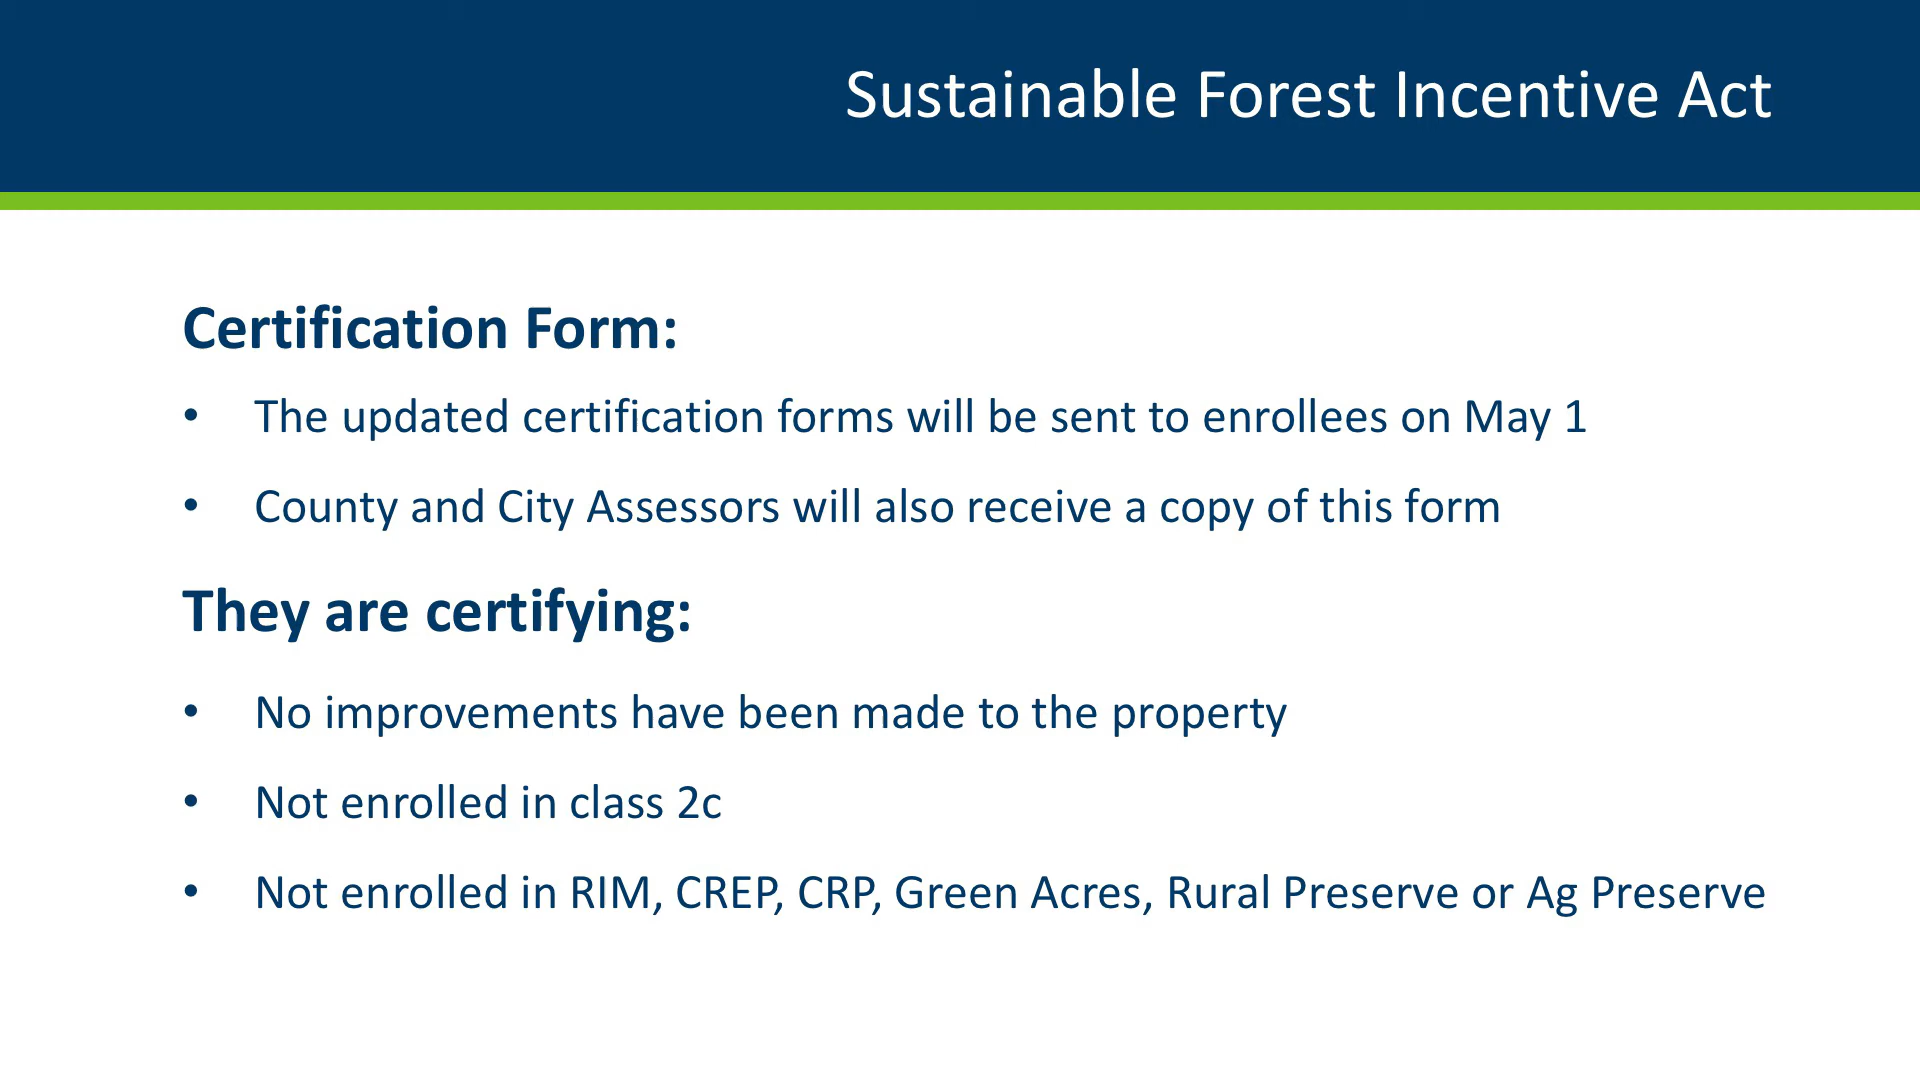 Sustainable Forest Incentive Act
Certification Form:
• The updated certification forms will be sent to enrollees on May 1
• County and City Assessors will also receive a copy of this form
They are certifying:
• No improvements have been made to the property
• Not enrolled in class 2c
• Not enrolled in RIM, CREP, CRP, Green Acres, Rural Preserve or Ag Preserve